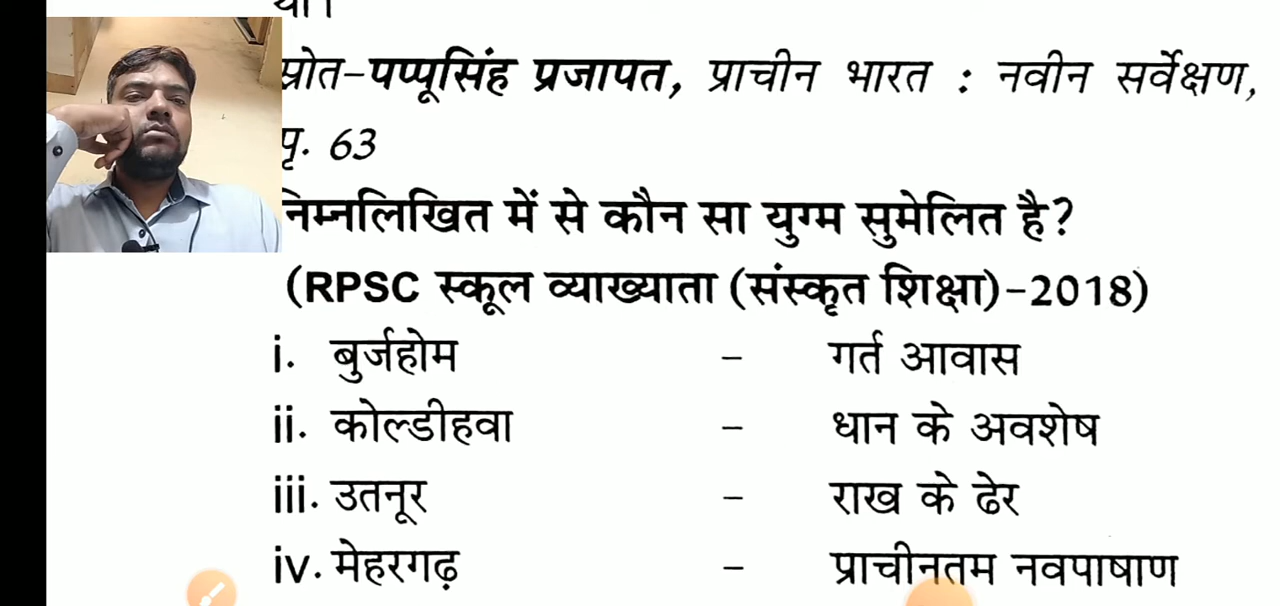 था।
स्रोत-पप्पूसिंह प्रजापत, प्राचीन भारत : नवीन सर्वेक्षण,
पृ. 63
निम्नलिखित में से कौन सा युग्म सुमेलित है?
(RPSC स्कूल व्याख्याता (संस्कृत शिक्षा)-2018)
i. बुर्जहोम - गर्त आवास
ii. कोल्डीहवा - धान के अवशेष
iii. उतनूर - राख के ढेर
iv. मेहरगढ़ - प्राचीनतम नवपाषाण